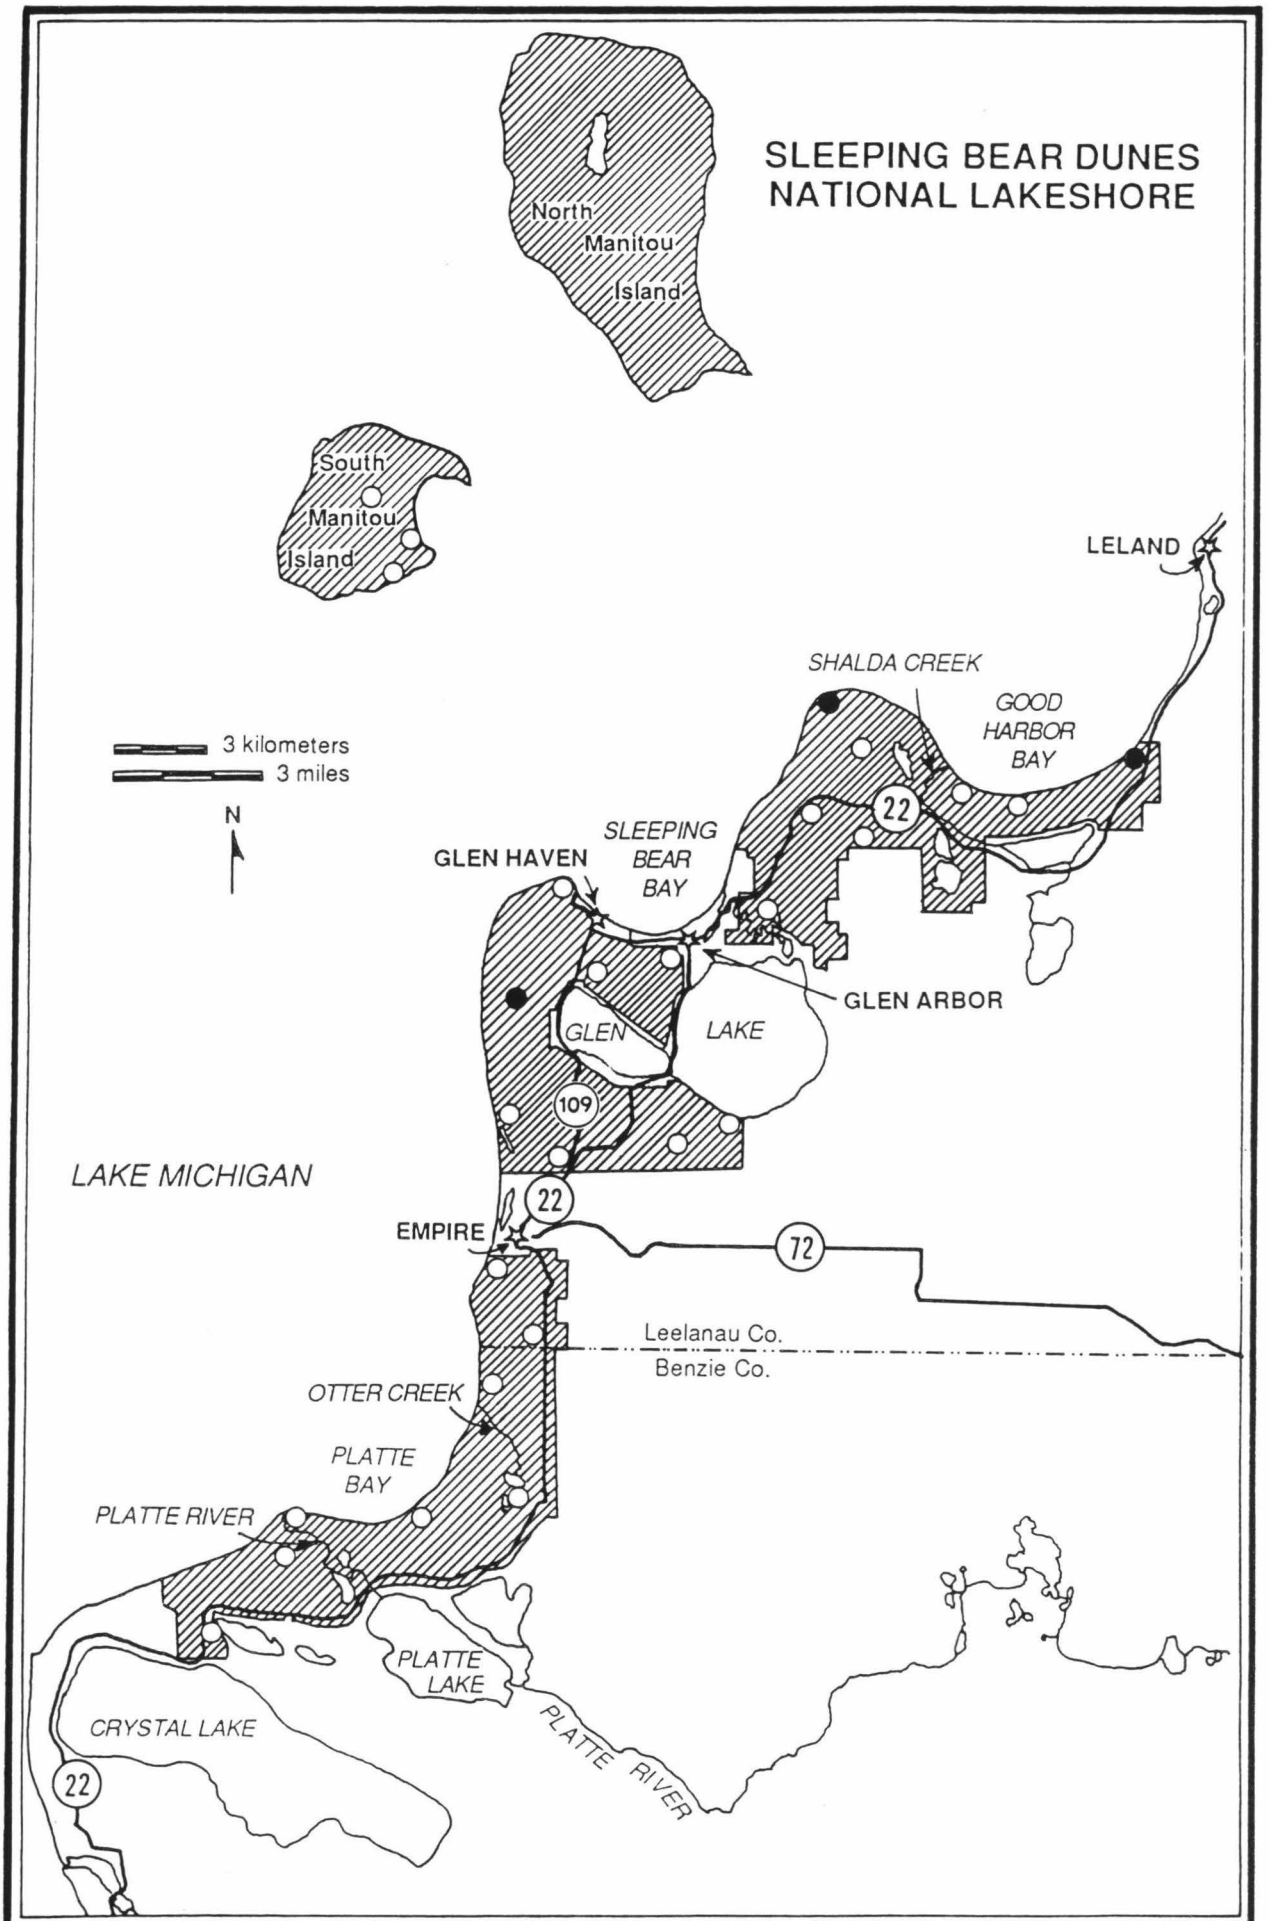 SLEEPING BEAR DUNES
NATIONAL LAKESHORE
North
Manitou
Island
South
Manitou
Island
LELAND
SHALDA CREEK
GOOD
HARBOR
BAY
3 kilometers
3 miles
N
22
SLEEPING
BEAR
BAY
GLEN HAVEN
GLEN ARBOR
GLEN LAKE
109
LAKE MICHIGAN
22
EMPIRE
72
Leelanau Co.
Benzie Co.
OTTER CREEK
PLATTE
BAY
PLATTE RIVER
PLATTE
LAKE
CRYSTAL LAKE
PLATTE RIVER
22